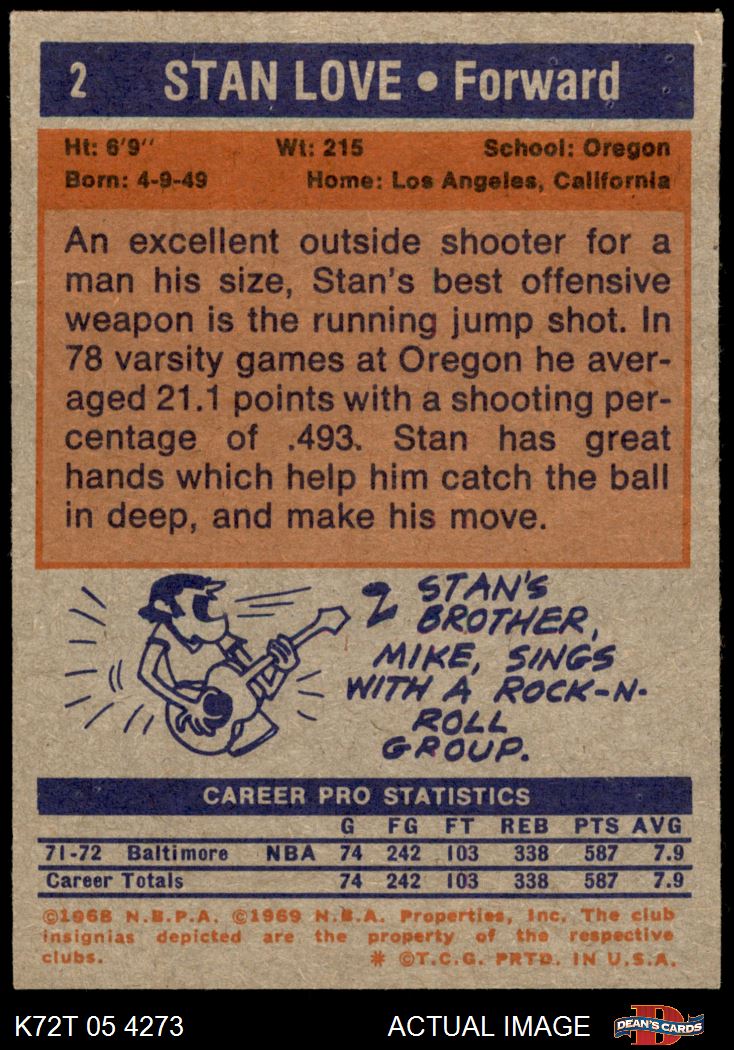 2 STAN LOVE • Forward
Ht: 6'9" Wt: 215 School: Oregon
Born: 4-9-49 Home: Los Angeles, California
An excellent outside shooter for a
man his size, Stan's best offensive
weapon is the running jump shot. In
78 varsity games at Oregon he aver-
aged 21.1 points with a shooting per-
centage of .493. Stan has great
hands which help him catch the ball
in deep, and make his move.
2 STAN'S
BROTHER,
MIKE, SINGS
WITH A ROCK-N-
ROLL
GROUP.
CAREER PRO STATISTICS
G FG FT REB PTS AVG
71-72 Baltimore NBA 74 242 103 338 587 7.9
Career Totals 74 242 103 338 587 7.9
©1968 N.B.P.A. ©1969 N.B.A. Properties, Inc. The club
insignias depicted are the property of the respective
clubs. * ©T.C.G. PRTD. IN U.S.A.
K72T 05 4273 ACTUAL IMAGE D DEAN'S CARDS